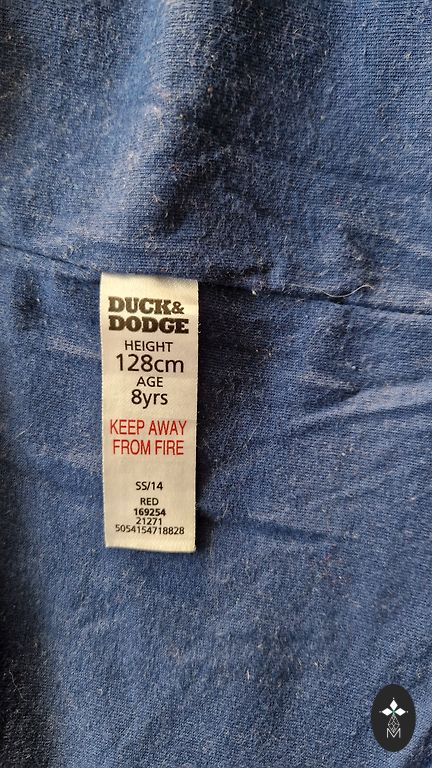 DUCK&
DODGE
HEIGHT
128cm
AGE
8yrs
KEEP AWAY
FROM FIRE
SS/14
RED
169254
21271
5054154718828